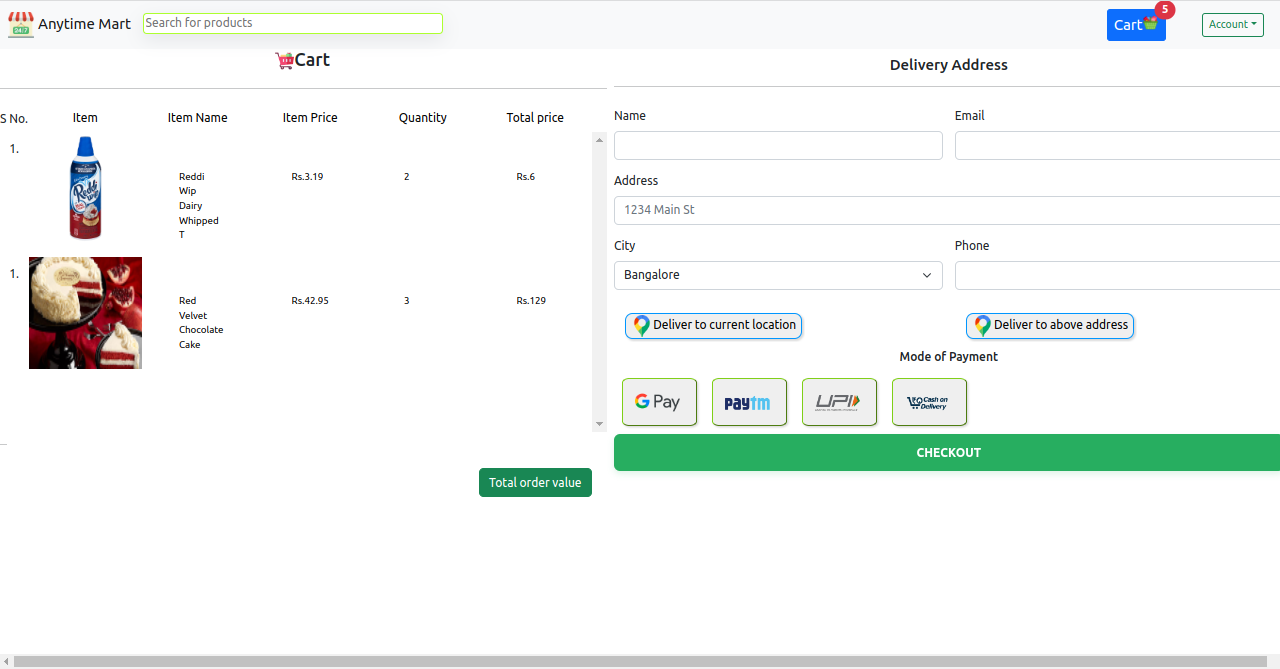 Anytime Mart
Search for products
Cart
5
Account
Cart
S No.
Item
Item Name
Item Price
Quantity
Total price
1.
Reddi
Wip
Dairy
Whipped
T
Rs.3.19
2
Rs.6
1.
Red
Velvet
Chocolate
Cake
Rs.42.95
3
Rs.129
Total order value
Delivery Address
Name
Email
Address
1234 Main St
City
Phone
Bangalore
Deliver to current location
Deliver to above address
Mode of Payment
G Pay
paytm
UPI
Cash on
Delivery
CHECKOUT